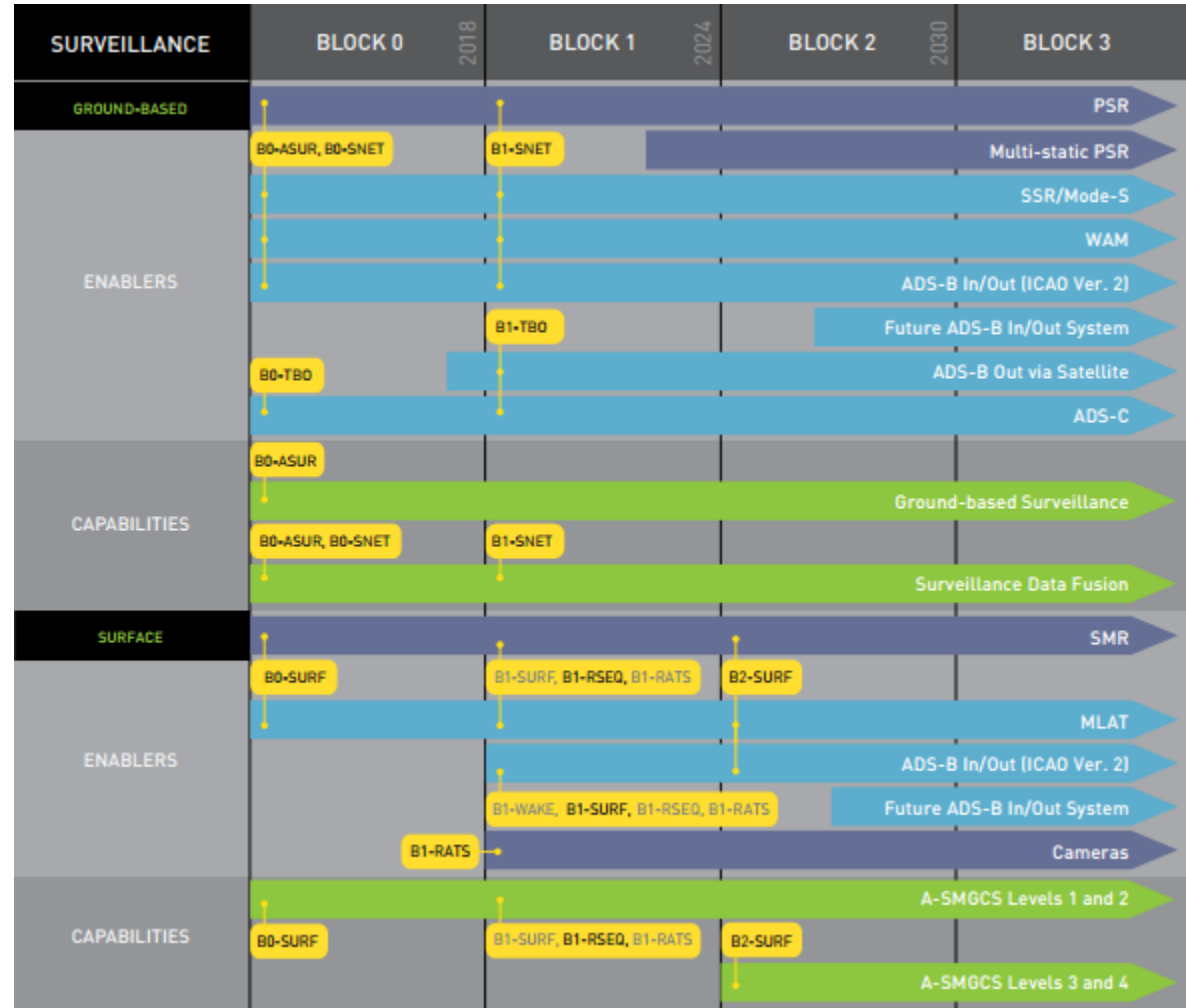 SURVEILLANCE
BLOCK 0
2018
BLOCK 1
2024
BLOCK 2
2030
BLOCK 3
GROUND-BASED
PSR
B0-ASUR, B0-SNET
B1-SNET
Multi-static PSR
SSR/Mode-S
WAM
ENABLERS
ADS-B In/Out (ICAO Ver. 2)
B1-TBO
Future ADS-B In/Out System
B0-TBO
ADS-B Out via Satellite
ADS-C
B0-ASUR
Ground-based Surveillance
CAPABILITIES
B0-ASUR, B0-SNET
B1-SNET
Surveillance Data Fusion
SURFACE
SMR
B0-SURF
B1-SURF, B1-RSEQ, B1-RATS
B2-SURF
MLAT
ENABLERS
ADS-B In/Out (ICAO Ver. 2)
B1-WAKE, B1-SURF, B1-RSEQ, B1-RATS
Future ADS-B In/Out System
B1-RATS
Cameras
A-SMGCS Levels 1 and 2
CAPABILITIES
B0-SURF
B1-SURF, B1-RSEQ, B1-RATS
B2-SURF
A-SMGCS Levels 3 and 4